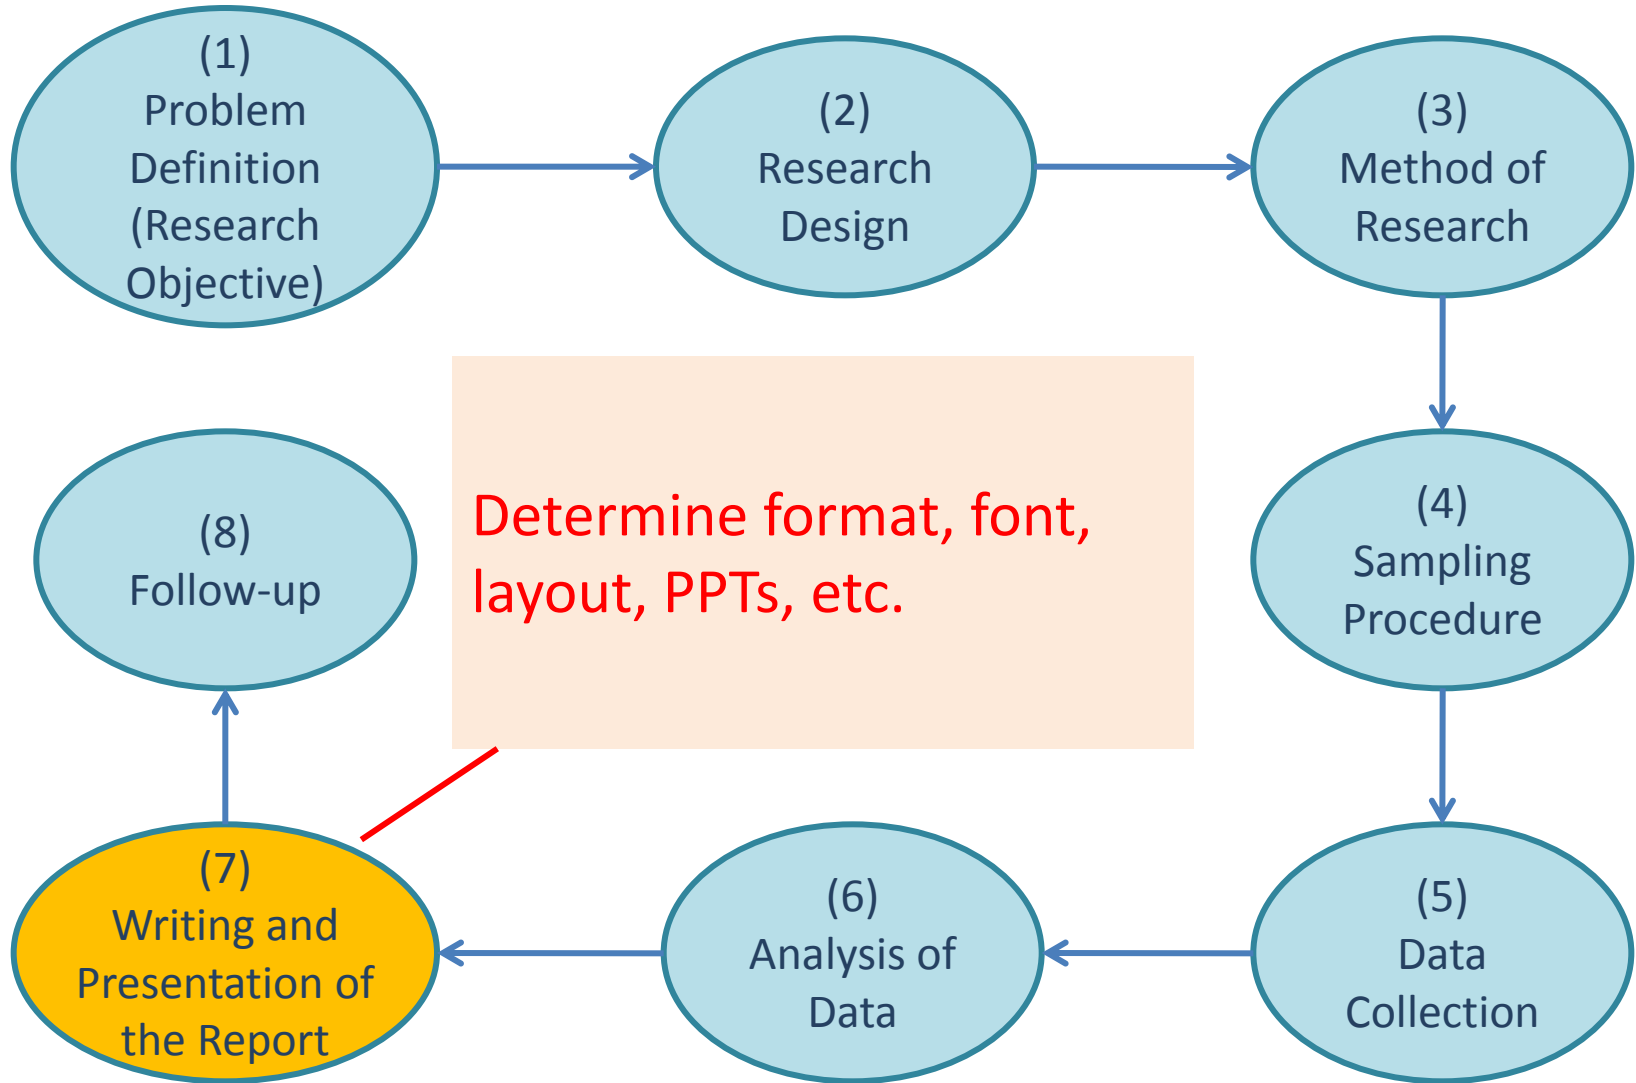 (1)
Problem
Definition
(Research
Objective)
(2)
Research
Design
(3)
Method of
Research
(4)
Sampling
Procedure
(5)
Data
Collection
(6)
Analysis of
Data
(7)
Writing and
Presentation of
the Report
(8)
Follow-up
Determine format, font,
layout, PPTs, etc.